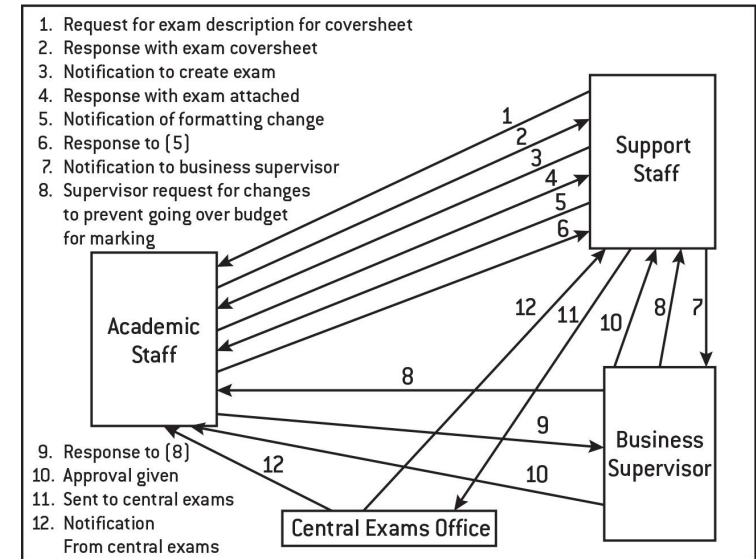 1. Request for exam description for coversheet
2. Response with exam coversheet
3. Notification to create exam
4. Response with exam attached
5. Notification of formatting change
6. Response to (5)
7. Notification to business supervisor
8. Supervisor request for changes
to prevent going over budget
for marking
1
2
3
4
5
6
Support
Staff
Academic
Staff
12
11
10
8
7
8
9
10
12
Business
Supervisor
Central Exams Office
9. Response to (8)
10. Approval given
11. Sent to central exams
12. Notification
From central exams